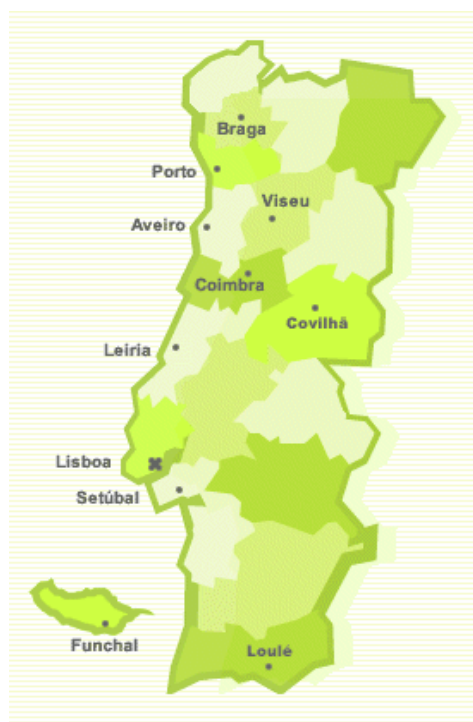 Braga
Porto
Viseu
Aveiro
Coimbra
Covilhã
Leiria
Lisboa
Setúbal
Funchal
Loulé